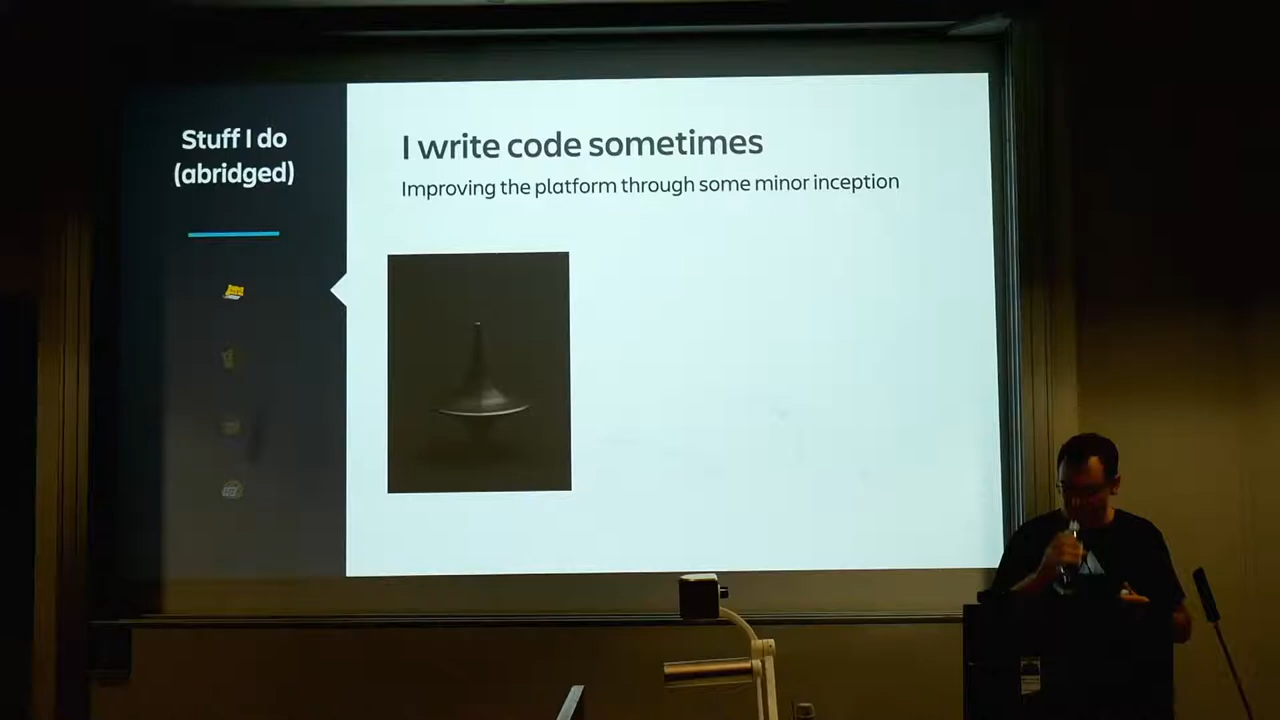 Stuff I do
(abridged)
I write code sometimes
Improving the platform through some minor inception